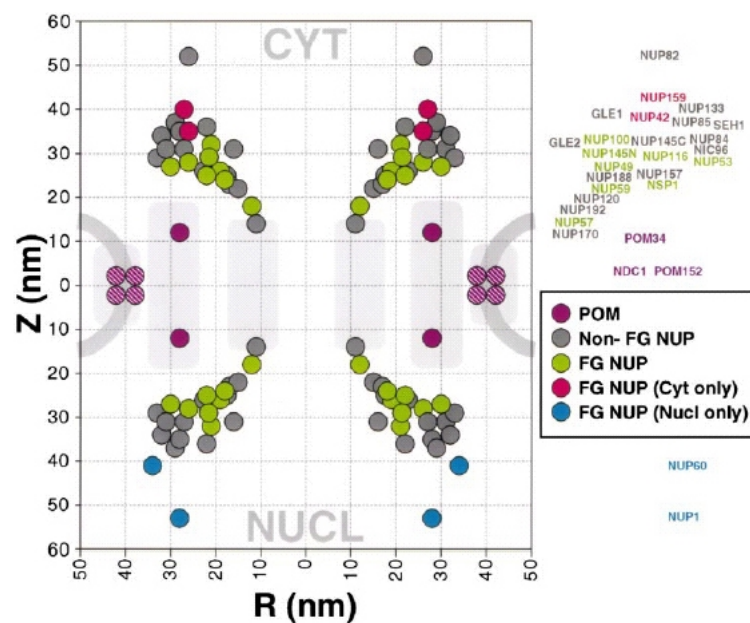 60
50
40
30
20
10
0
10
20
30
40
50
60
Z (nm)
CYT
NUCL
50 30 20 10 10 20 40 50
R (nm)
NUP82
NUP159
GLE1 NUP42 NUP133
NUP85 SEH1
GLE2 NUP100 NUP145C NUP84
NIC96
NUP145N NUP116 NUP53
NUP49
NUP188 NUP157
NUP59 NSP1
NUP120
NUP192
NUP57
NUP170 POM34
NDC1 POM152
POM
Non- FG NUP
FG NUP
FG NUP (Cyt only)
FG NUP (Nucl only)
NUP60
NUP1